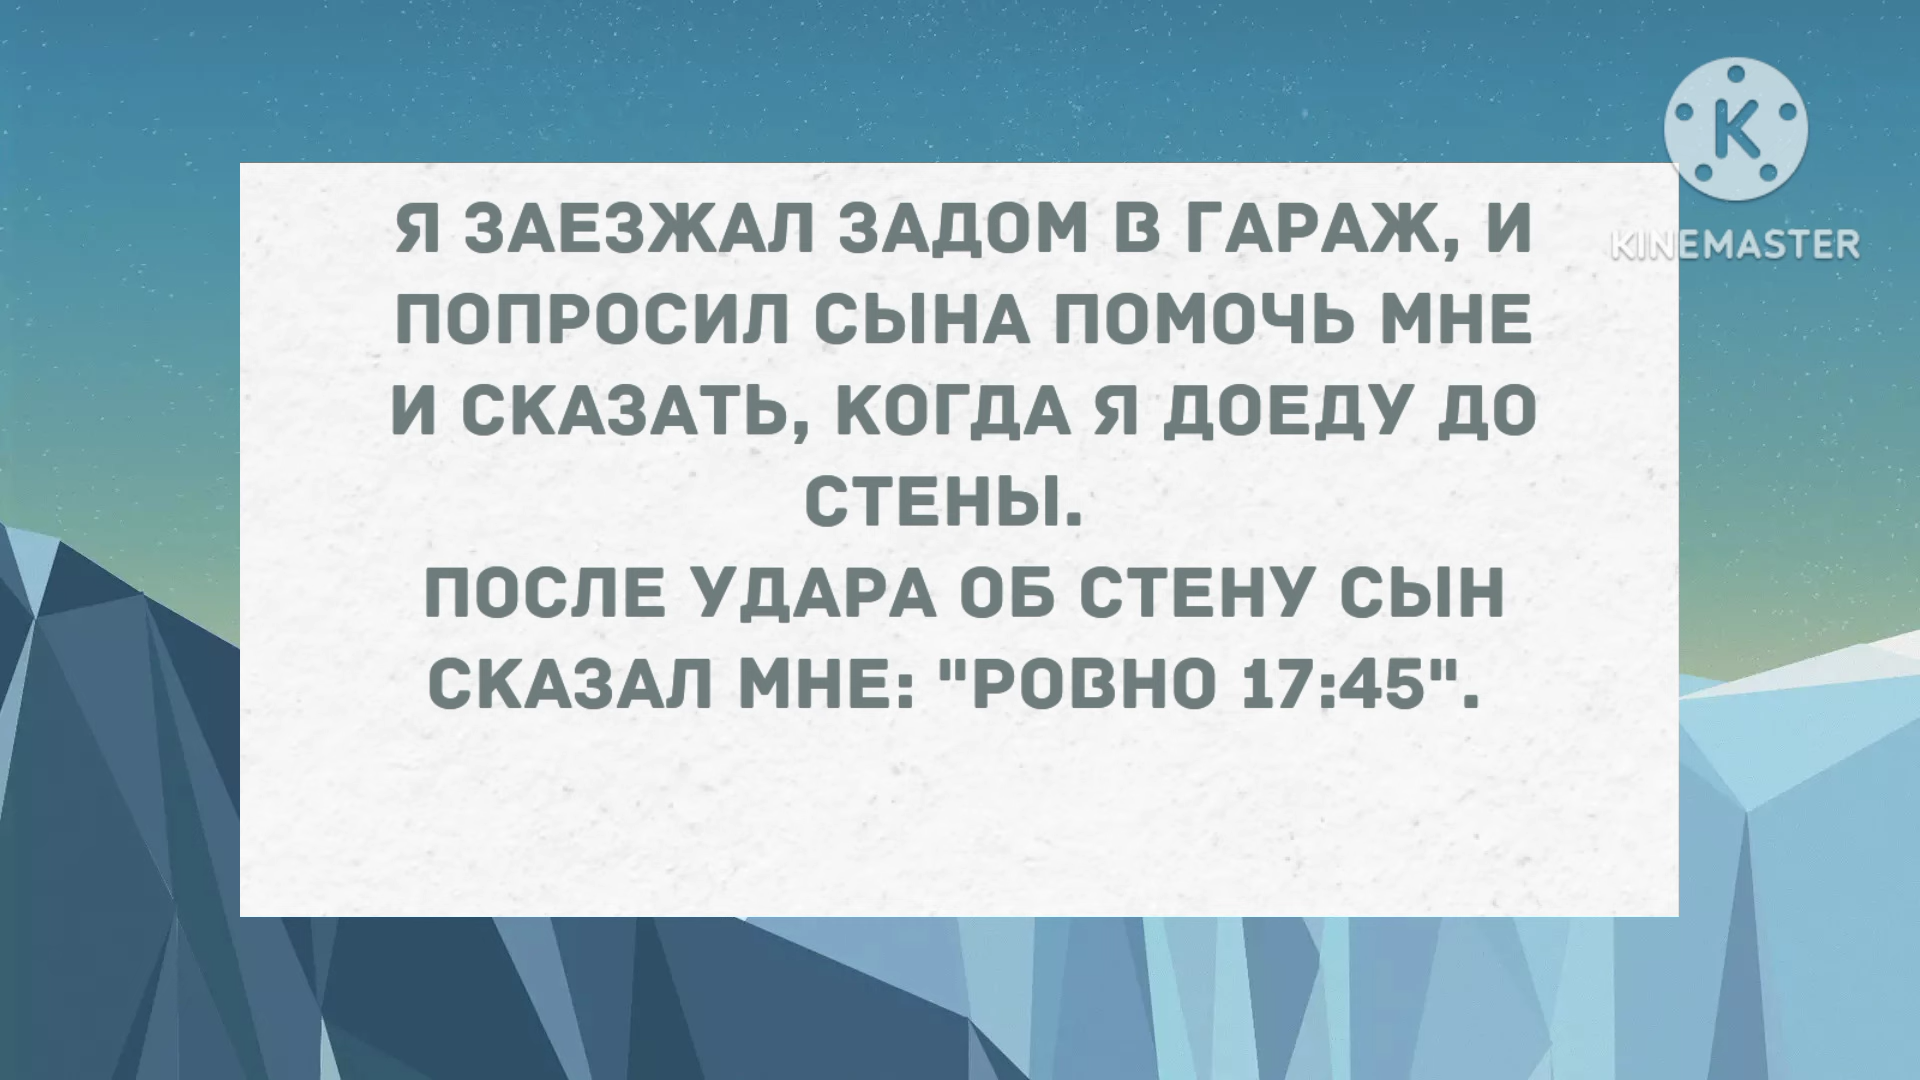 Я ЗАЕЗЖАЛ ЗАДОМ В ГАРАЖ, И
ПОПРОСИЛ СЫНА ПОМОЧЬ МНЕ
И СКАЗАТЬ, КОГДА Я ДОЕДУ ДО
СТЕНЫ.
ПОСЛЕ УДАРА ОБ СТЕНУ СЫН
СКАЗАЛ МНЕ: "РОВНО 17:45".
K
KINEMASTER